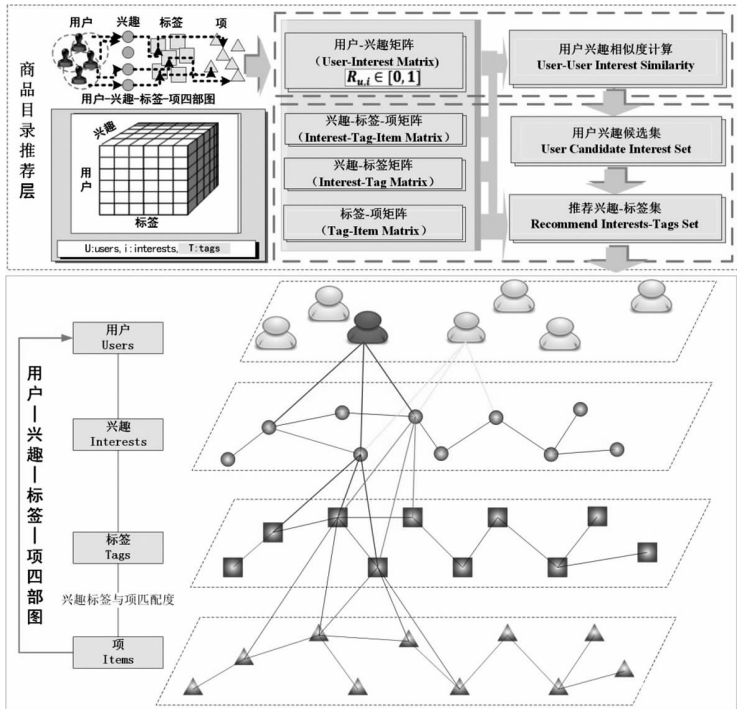 用户 兴趣 标签 项
用户-兴趣-标签-项四部图
商品目录推荐层
兴趣
用户
标签
U:users, i:interests, T:tags
用户-兴趣矩阵
(User-Interest Matrix)
R_{u,i}∈[0,1]
兴趣-标签-项矩阵
(Interest-Tag-Item Matrix)
兴趣-标签矩阵
(Interest-Tag Matrix)
标签-项矩阵
(Tag-Item Matrix)
用户兴趣相似度计算
User-User Interest Similarity
用户兴趣候选集
User Candidate Interest Set
推荐兴趣-标签集
Recommend Interests-Tags Set
用户—兴趣—标签—项四部图
用户
Users
兴趣
Interests
标签
Tags
兴趣标签与项匹配度
项
Items